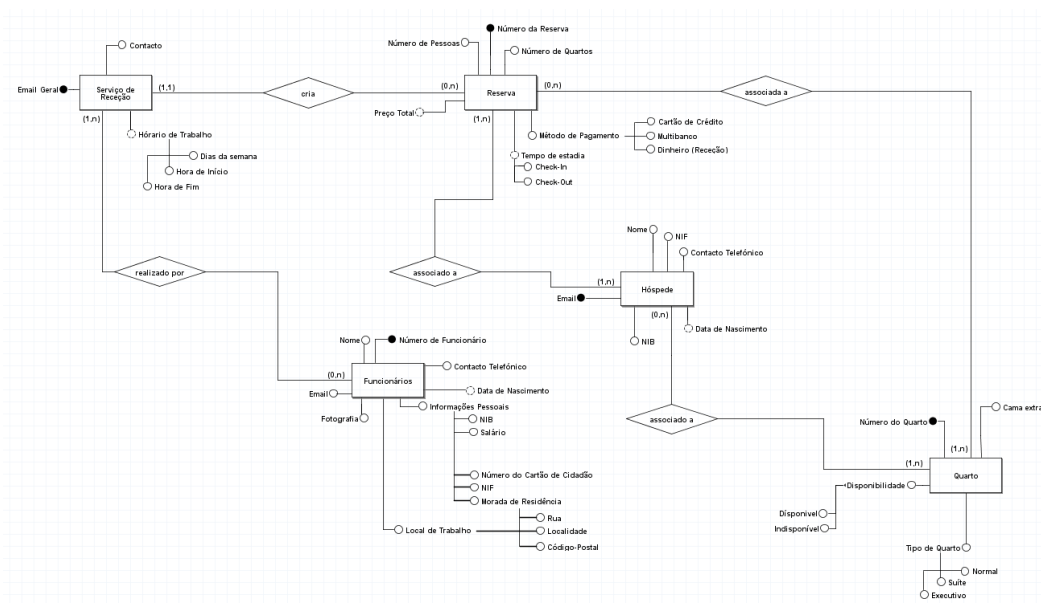 Contacto
Email Geral
Serviço de
Receção
(1,1)
(1,n)
Hórario de Trabalho
Dias da semana
Hora de Início
Hora de Fim
cria
Número da Reserva
Número de Pessoas
Número de Quartos
(0,n)
Reserva
(0,n)
Preço Total
(1,n)
Método de Pagamento
Cartão de Crédito
Multibanco
Dinheiro (Receção)
Tempo de estadia
Check-In
Check-Out
associada a
realizado por
associado a
Nome
NIF
Contacto Telefónico
(1,n)
Hóspede
Email
(0,n)
Data de Nascimento
NIB
Nome
Número de Funcionário
(0,n)
Funcionários
Contacto Telefónico
Email
Data de Nascimento
Fotografia
Informações Pessoais
NIB
Salário
Número do Cartão de Cidadão
NIF
Morada de Residência
Rua
Localidade
Código-Postal
Local de Trabalho
associado a
Número do Quarto
Cama extra
(1,n)
(1,n)
Quarto
Disponibilidade
Dísponivel
Indisponível
Tipo de Quarto
Normal
Suíte
Executivo